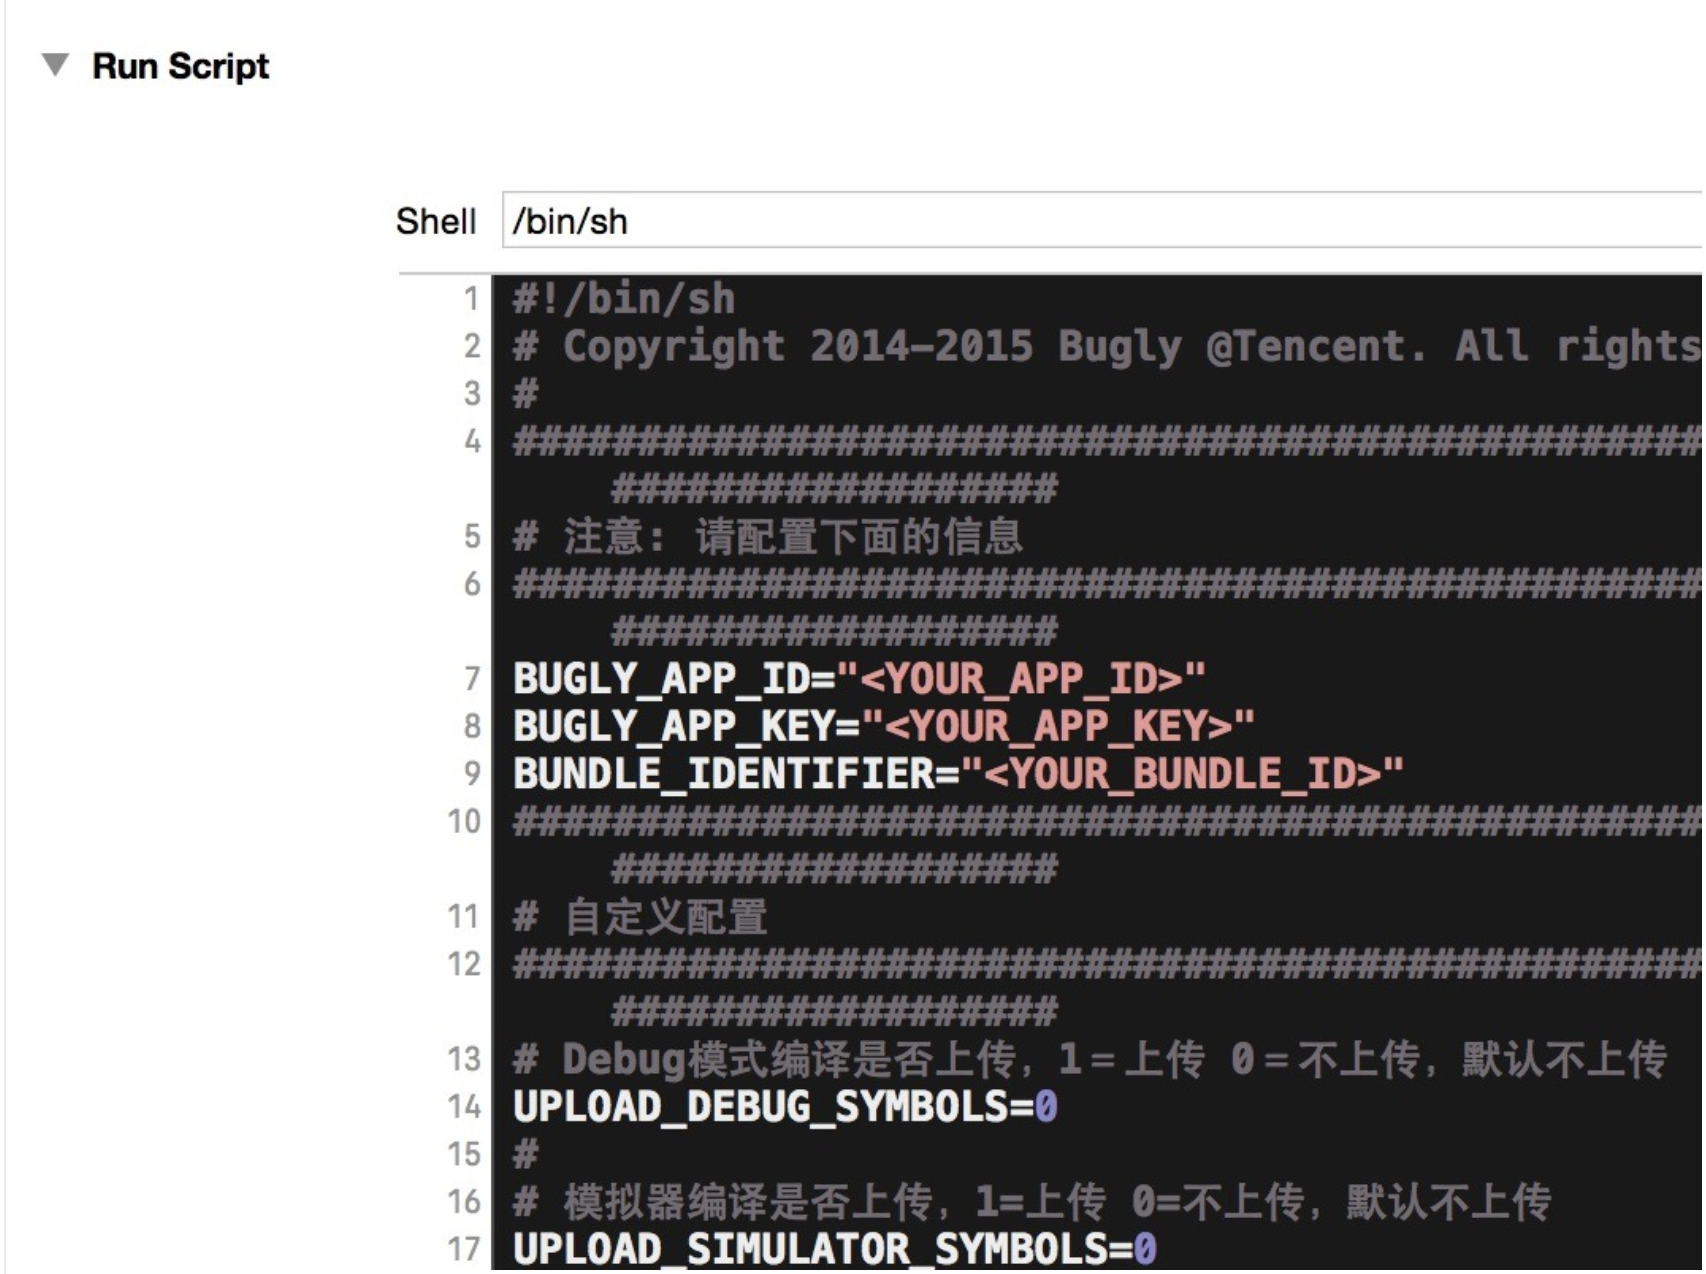 Run Script
Shell /bin/sh
1 #!/bin/sh
2 # Copyright 2014-2015 Bugly @Tencent. All rights
3 #
4 ################################################
##################
5 # 注意: 请配置下面的信息
6 ################################################
##################
7 BUGLY_APP_ID="<YOUR_APP_ID>"
8 BUGLY_APP_KEY="<YOUR_APP_KEY>"
9 BUNDLE_IDENTIFIER="<YOUR_BUNDLE_ID>"
10 ################################################
##################
11 # 自定义配置
12 ################################################
##################
13 # Debug模式编译是否上传，1＝上传 0＝不上传，默认不上传
14 UPLOAD_DEBUG_SYMBOLS=0
15 #
16 # 模拟器编译是否上传，1=上传 0=不上传，默认不上传
17 UPLOAD_SIMULATOR_SYMBOLS=0